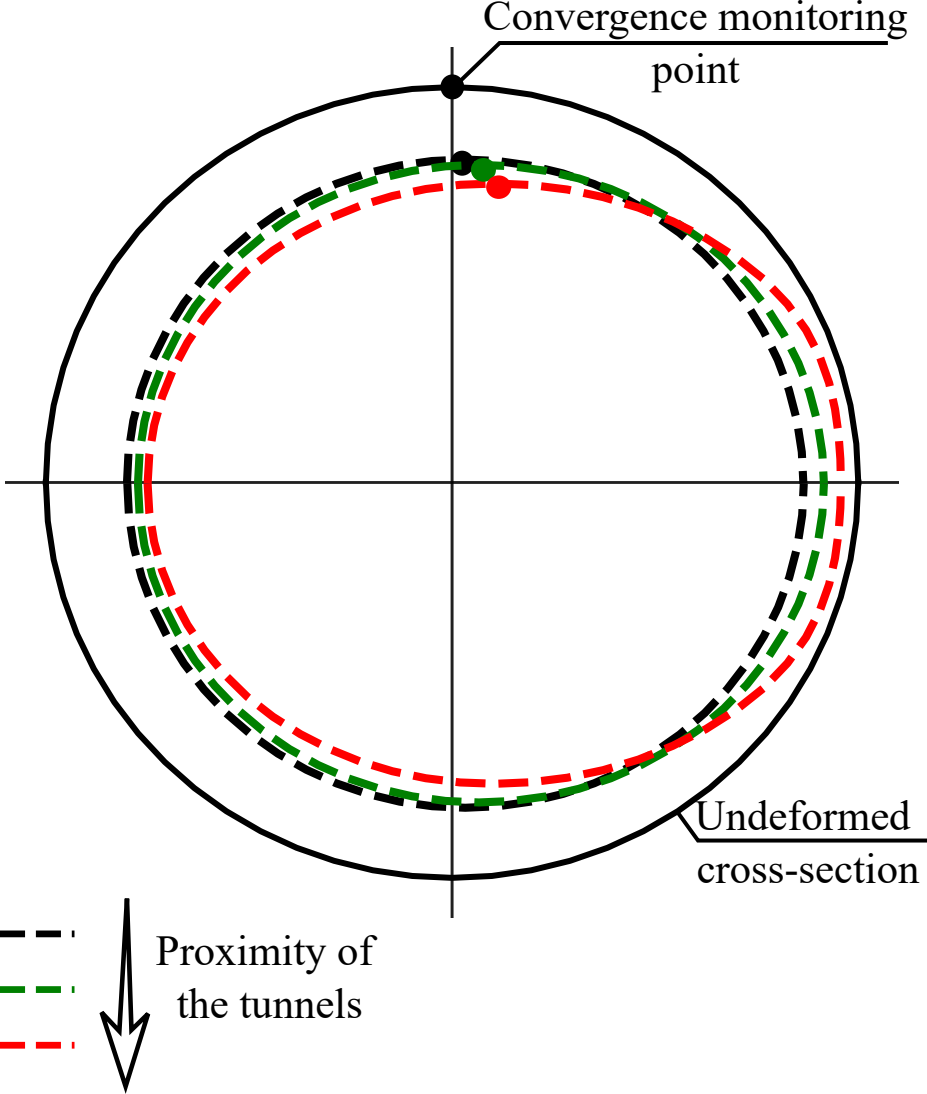 Convergence monitoring
point
Undeformed
cross-section
Proximity of
the tunnels